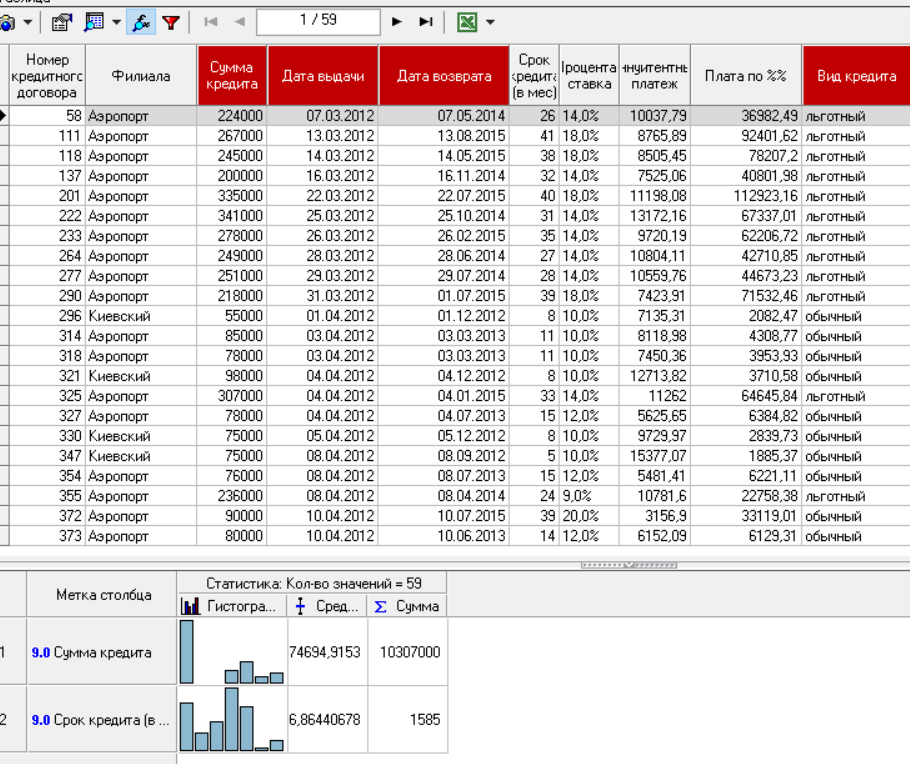 1 / 59
Номер кредитногс договора Филиала Сумма кредита Дата выдачи Дата возврата Срок кредита (в мес) Процента ставка ннуитентнь платеж Плата по %% Вид кредита
58 Аэропорт 224000 07.03.2012 07.05.2014 26 14,0% 10037,79 36982,49 льготный
111 Аэропорт 267000 13.03.2012 13.08.2015 41 18,0% 8765,89 92401,62 льготный
118 Аэропорт 245000 14.03.2012 14.05.2015 38 18,0% 8505,45 78207,2 льготный
137 Аэропорт 200000 16.03.2012 16.11.2014 32 14,0% 7525,06 40801,98 льготный
201 Аэропорт 335000 22.03.2012 22.07.2015 40 18,0% 11198,08 112923,16 льготный
222 Аэропорт 341000 25.03.2012 25.10.2014 31 14,0% 13172,16 67337,01 льготный
233 Аэропорт 278000 26.03.2012 26.02.2015 35 14,0% 9720,19 62206,72 льготный
264 Аэропорт 249000 28.03.2012 28.06.2014 27 14,0% 10804,11 42710,85 льготный
277 Аэропорт 251000 29.03.2012 29.07.2014 28 14,0% 10559,76 44673,23 льготный
290 Аэропорт 218000 31.03.2012 01.07.2015 39 18,0% 7423,91 71532,46 льготный
296 Киевский 55000 01.04.2012 01.12.2012 8 10,0% 7135,31 2082,47 обычный
314 Аэропорт 85000 03.04.2012 03.03.2013 11 10,0% 8118,98 4308,77 обычный
318 Аэропорт 78000 03.04.2012 03.03.2013 11 10,0% 7450,36 3953,93 обычный
321 Киевский 98000 04.04.2012 04.12.2012 8 10,0% 12713,82 3710,58 обычный
325 Аэропорт 307000 04.04.2012 04.01.2015 33 14,0% 11262 64645,84 льготный
327 Аэропорт 78000 04.04.2012 04.07.2013 15 12,0% 5625,65 6384,82 обычный
330 Киевский 75000 05.04.2012 05.12.2012 8 10,0% 9729,97 2839,73 обычный
347 Киевский 75000 08.04.2012 08.09.2012 5 10,0% 15377,07 1885,37 обычный
354 Аэропорт 76000 08.04.2012 08.07.2013 15 12,0% 5481,41 6221,11 обычный
355 Аэропорт 236000 08.04.2012 08.04.2014 24 9,0% 10781,6 22758,38 льготный
372 Аэропорт 90000 10.04.2012 10.07.2015 39 20,0% 3156,9 33119,01 обычный
373 Аэропорт 80000 10.04.2012 10.06.2013 14 12,0% 6152,09 6129,31 обычный
Метка столбца Статистика: Кол-во значений = 59
Гистогра... Сред... Σ Сумма
1 9.0 Сумма кредита 74694,9153 10307000
2 9.0 Срок кредита (в ... 6,86440678 1585